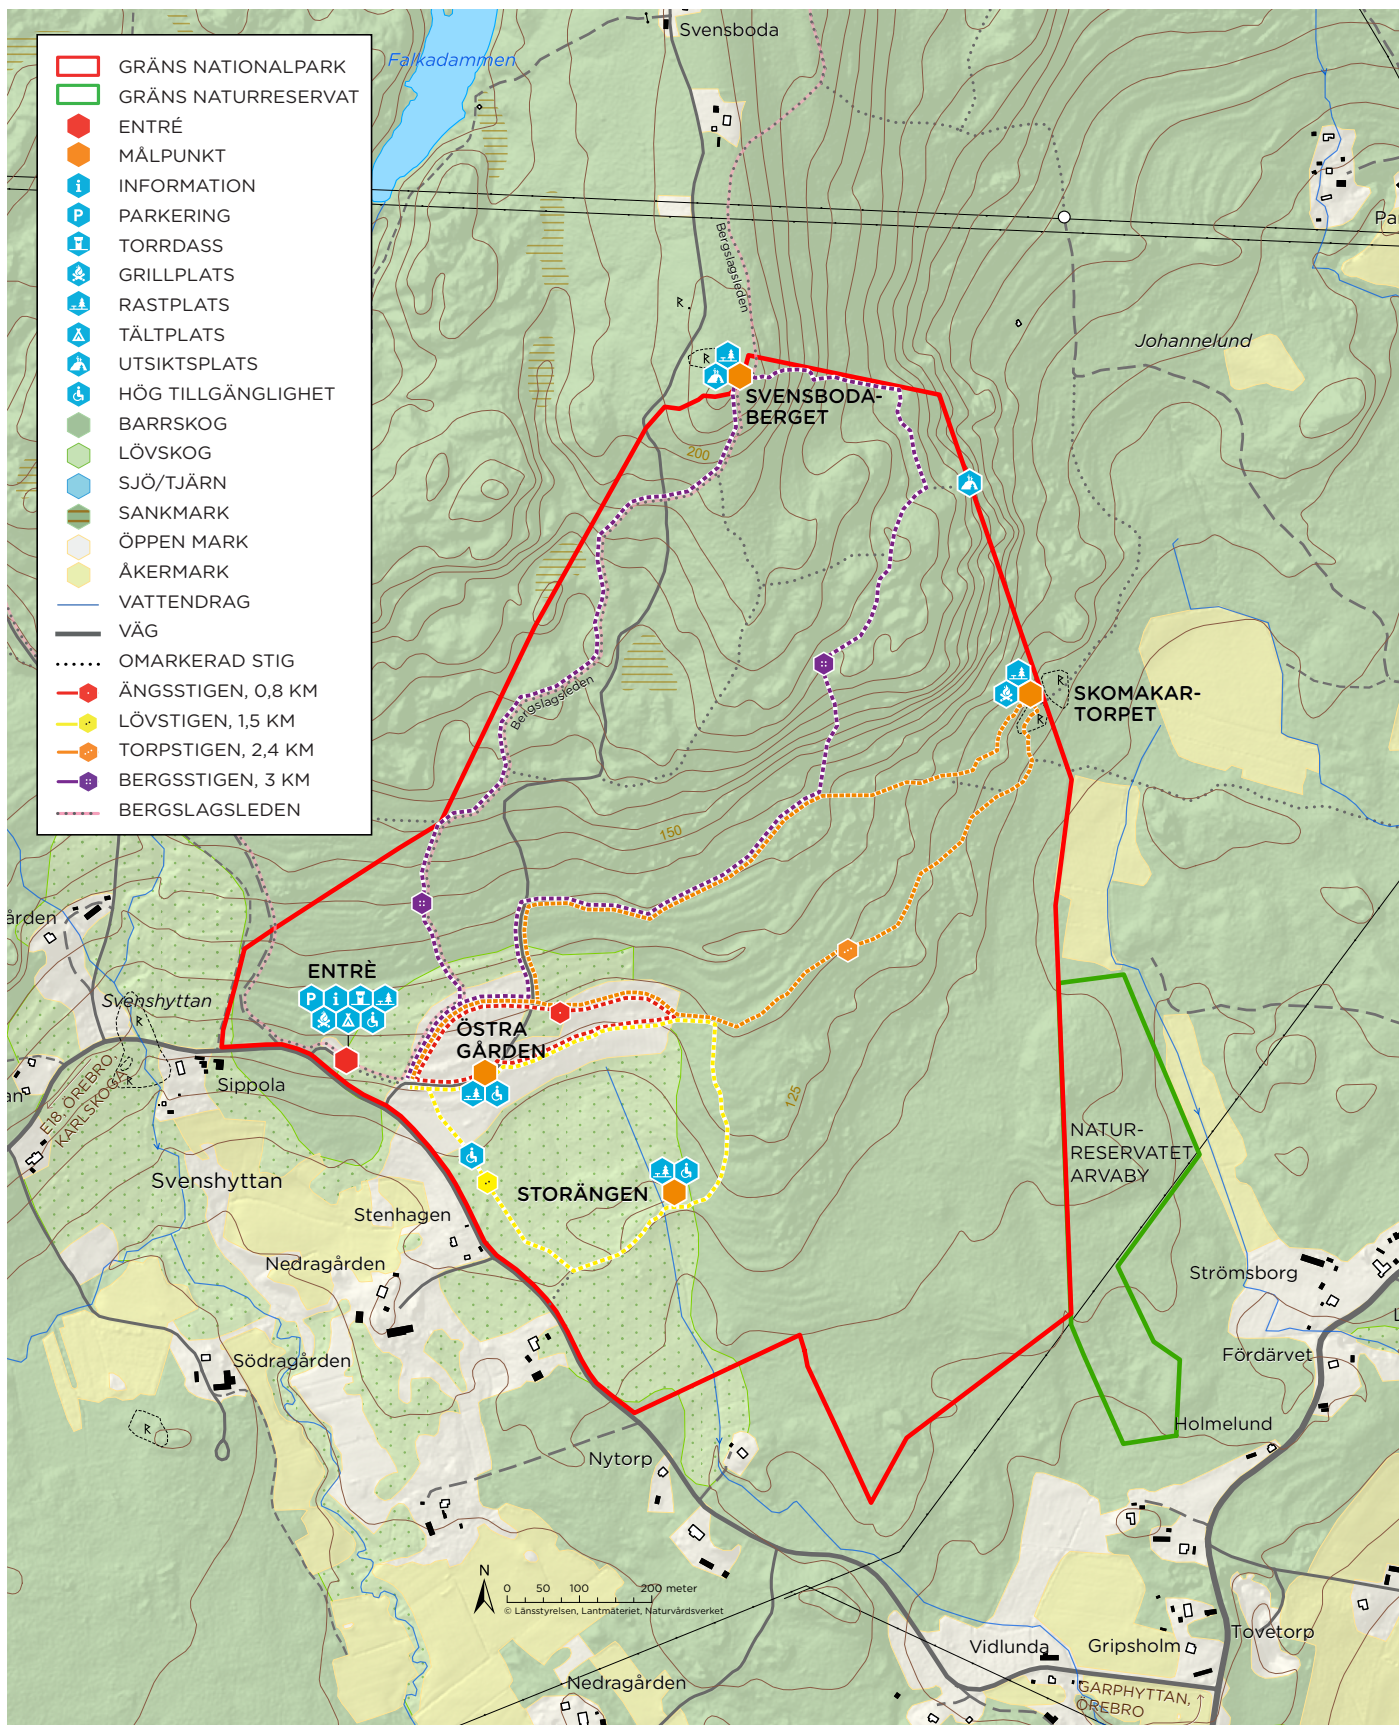 GRÄNS NATIONALPARK
GRÄNS NATURRESERVAT
ENTRÉ
MÅLPUNKT
i INFORMATION
P PARKERING
TORRDASS
GRILLPLATS
RASTPLATS
TÄLTPLATS
UTSIKTSPLATS
HÖG TILLGÄNGLIGHET
BARRSKOG
LÖVSKOG
SJÖ/TJÄRN
SANKMARK
ÖPPEN MARK
ÅKERMARK
VATTENDRAG
VÄG
OMARKERAD STIG
ÄNGSSTIGEN, 0,8 KM
LÖVSTIGEN, 1,5 KM
TORPSTIGEN, 2,4 KM
BERGSSTIGEN, 3 KM
BERGSLAGSLEDEN
Svensboda
Falkadammen
Pa
Bergslagsleden
R
Johannelund
R
SVENSBODA-
BERGET
200
R
SKOMAKAR-
TORPET
R
Bergslagsleden
150
ården
ENTRÈ
P i
Svenshyttan
R
ÖSTRA
GÅRDEN
Sippola
R
an
E18, ÖREBRO
KARLSKOGA
125
NATUR-
RESERVATET
ARVABY
Svenshyttan
STORÄNGEN
Stenhagen
Nedragården
Strömsborg
L
Södragården
Fördärvet
R
Holmelund
Nytorp
N
0 50 100 200 meter
© Länsstyrelsen, Lantmäteriet, Naturvårdsverket
Tovetorp
Vidlunda
Gripsholm
Nedragården
GARPHYTTAN,
ÖREBRO